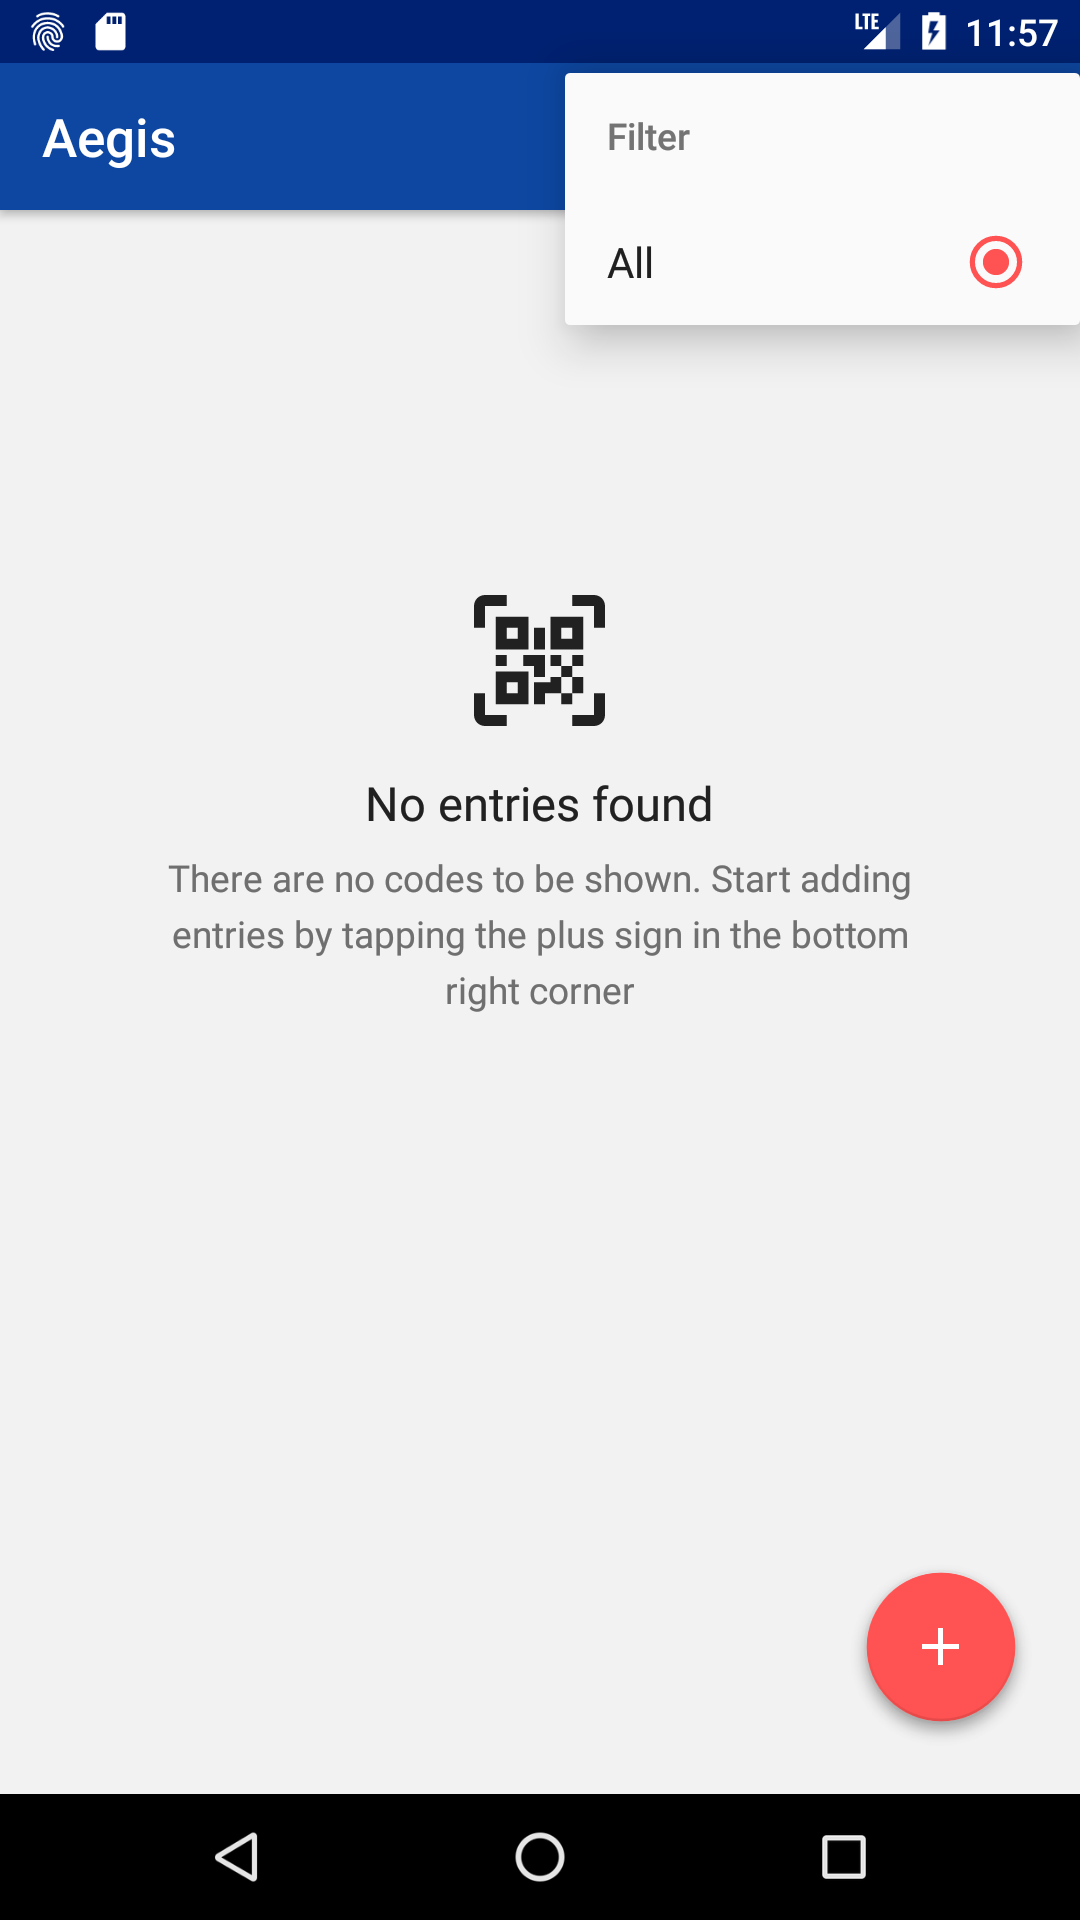 LTE 11:57
Aegis
Filter
All
No entries found
There are no codes to be shown. Start adding
entries by tapping the plus sign in the bottom
right corner